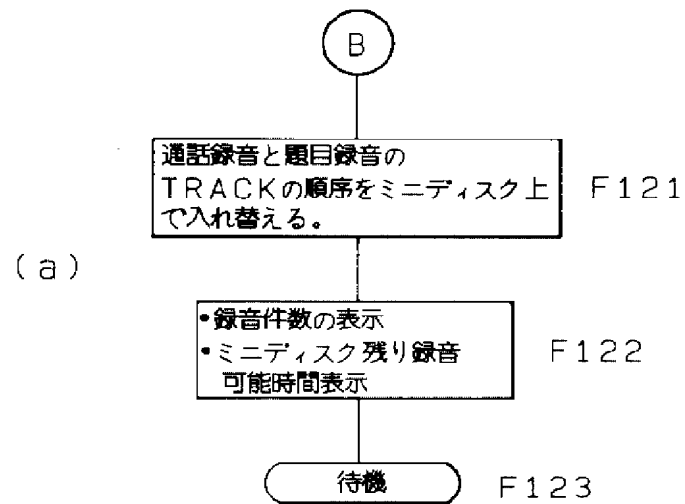 B
通話録音と題目録音の
TRACKの順序をミニディスク上
で入れ替える。
F121
(a)
・録音件数の表示
・ミニディスク残り録音
可能時間表示
F122
待機
F123